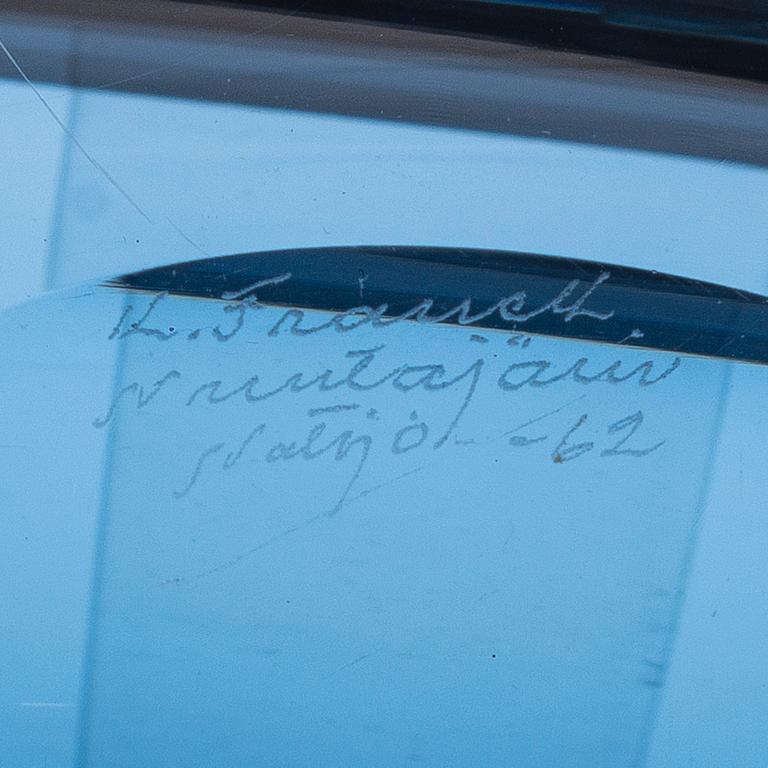 K. Franck
Nuutajärvi
Notsjö -62